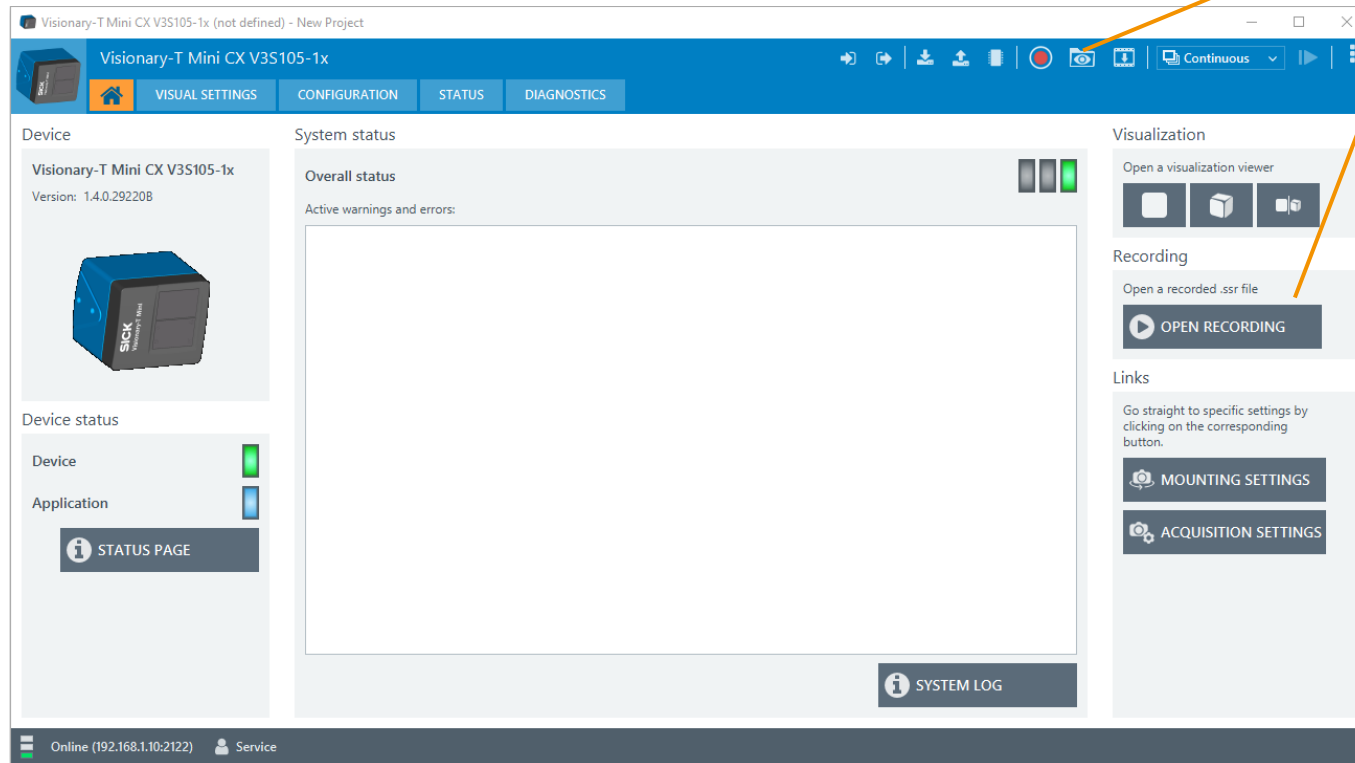 Visionary-T Mini CX V3S105-1x (not defined) - New Project
Visionary-T Mini CX V3S105-1x
Continuous
VISUAL SETTINGS
CONFIGURATION
STATUS
DIAGNOSTICS
Device
Visionary-T Mini CX V3S105-1x
Version: 1.4.0.29220B
SICK
Visionary-T Mini
Device status
Device
Application
STATUS PAGE
System status
Overall status
Active warnings and errors:
SYSTEM LOG
Visualization
Open a visualization viewer
Recording
Open a recorded .ssr file
OPEN RECORDING
Links
Go straight to specific settings by
clicking on the corresponding
button.
MOUNTING SETTINGS
ACQUISITION SETTINGS
Online (192.168.1.10:2122)
Service